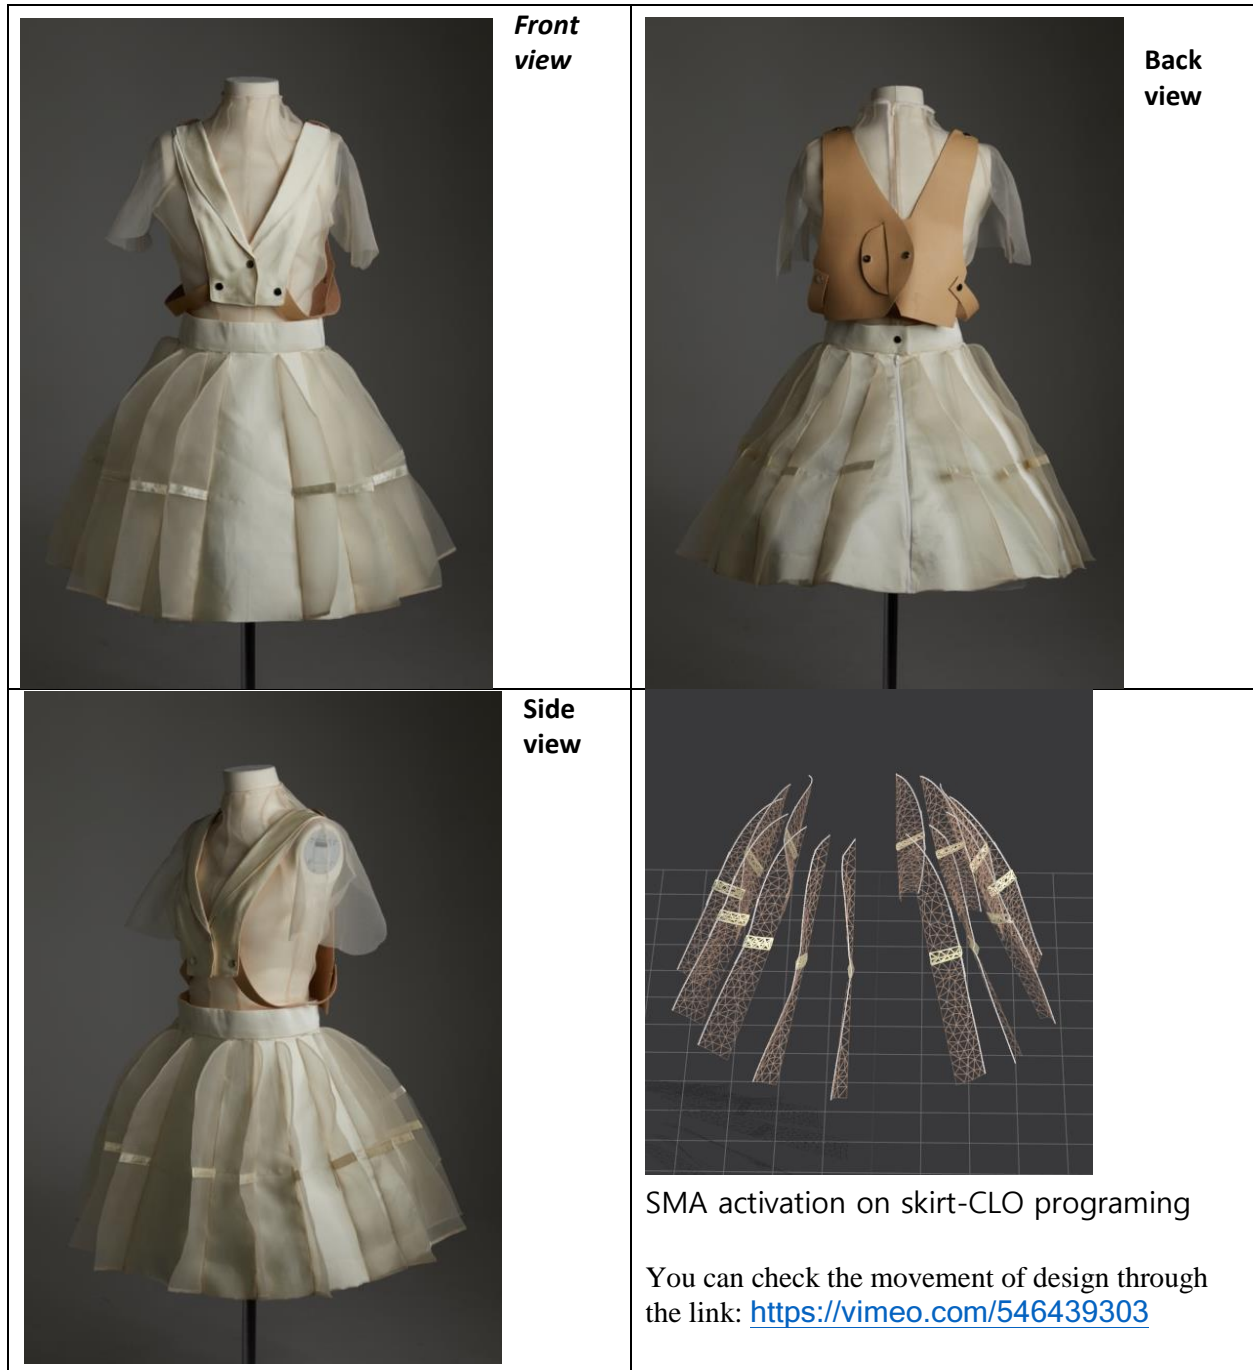 Front
view
Back
view
Side
view
SMA activation on skirt-CLO programing
You can check the movement of design through
the link: https://vimeo.com/546439303